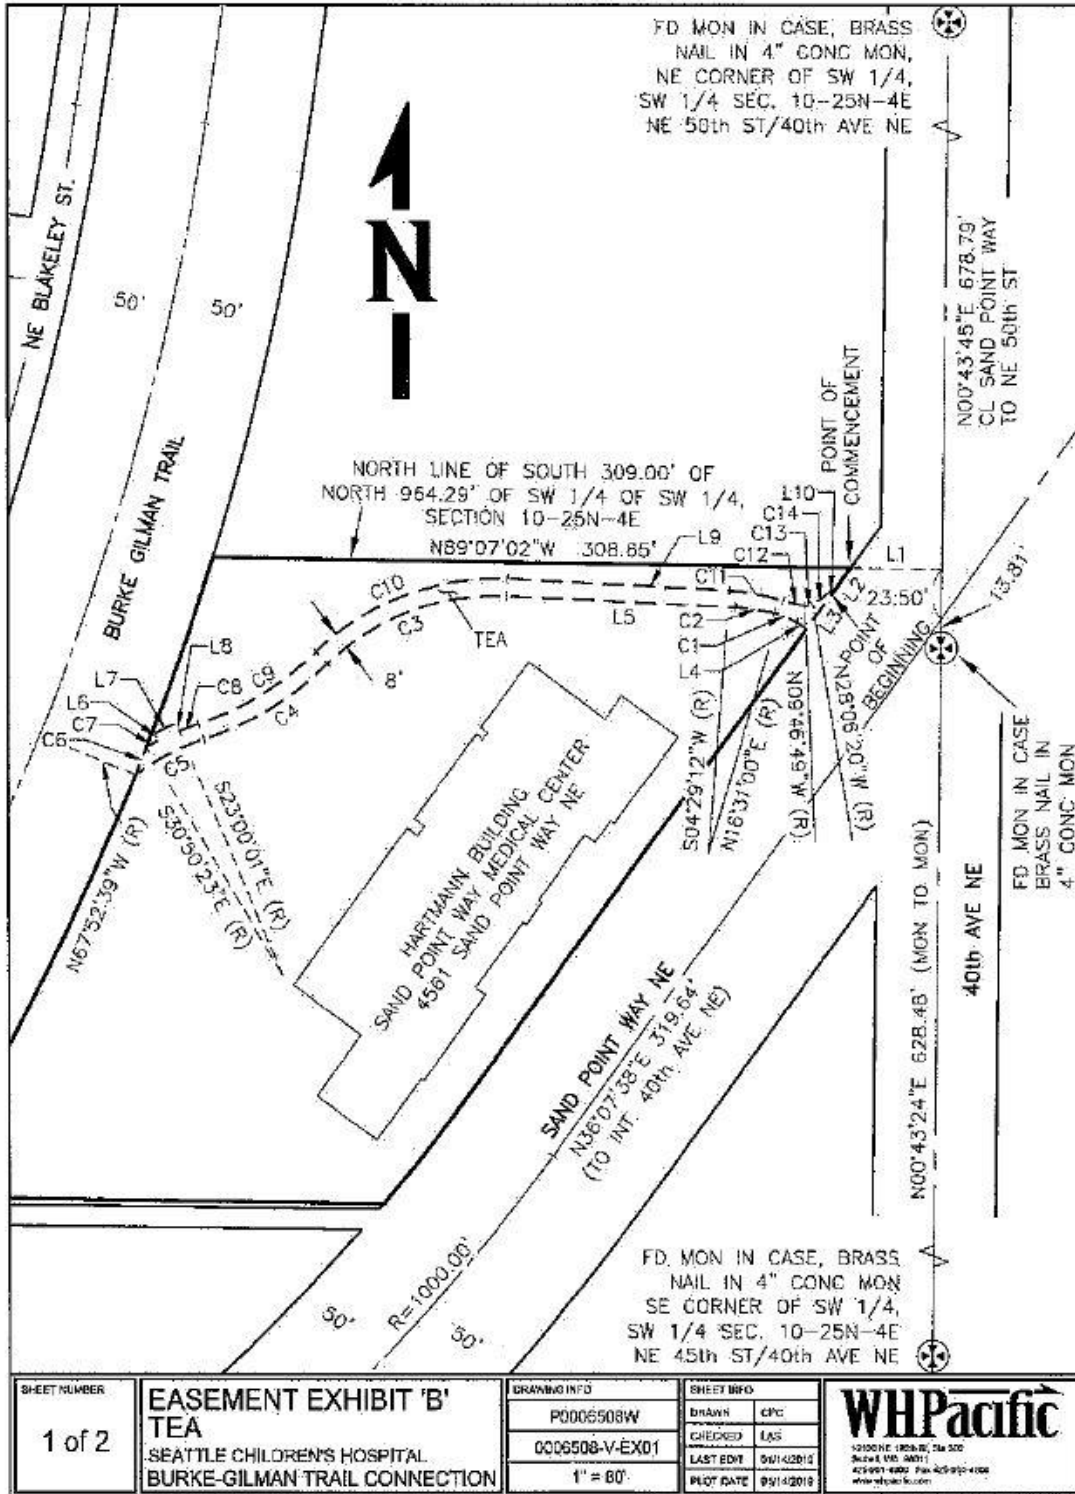 FD MON IN CASE, BRASS
NAIL IN 4" CONC MON,
NE CORNER OF SW 1/4,
SW 1/4 SEC. 10-25N-4E
NE 50th ST/40th AVE NE
N
NE BLAKELEY ST.
50'
50'
BURKE GILMAN TRAIL
N00°43'45"E 678.79'
CL SAND POINT WAY
TO NE 50th ST
POINT OF
COMMENCEMENT
NORTH LINE OF SOUTH 309.00' OF
NORTH 964.29' OF SW 1/4 OF SW 1/4,
SECTION 10-25N-4E
N89°07'02"W 308.65'
L9
L10
C14
C13
C12
C11
L1
L2
23.50'
13.81'
L3
POINT
OF
BEGINNING
C10
C3
TEA
L5
C2
C1
L4
8'
L8
L7
L6
C7
C6
C8
C9
C4
C5
S04°29'12"W (R)
N16°31'00"E (R)
N09°46'49"W (R)
N28°06'20"W (R)
S23°00'01"E (R)
S30°50'23"E (R)
N67°52'39"W (R)
HARTMANN BUILDING
SAND POINT WAY MEDICAL CENTER
4561 SAND POINT WAY NE
FD MON IN CASE
BRASS NAIL IN
4" CONC MON
40th AVE NE
N00°43'24"E 628.48' (MON TO MON)
SAND POINT WAY NE
N36°07'38"E 319.64'
(TO INT. 40th AVE NE)
R=1000.00'
50'
50'
FD MON IN CASE, BRASS
NAIL IN 4" CONC MON
SE CORNER OF SW 1/4,
SW 1/4 SEC. 10-25N-4E
NE 45th ST/40th AVE NE
SHEET NUMBER
1 of 2
EASEMENT EXHIBIT 'B'
TEA
SEATTLE CHILDREN'S HOSPITAL
BURKE-GILMAN TRAIL CONNECTION
DRAWING INFO
P0006508W
0006508-V-EX01
1" = 80'
SHEET INFO
DRAWN CPC
CHECKED LAS
LAST EDIT
PLOT DATE
WHPacific